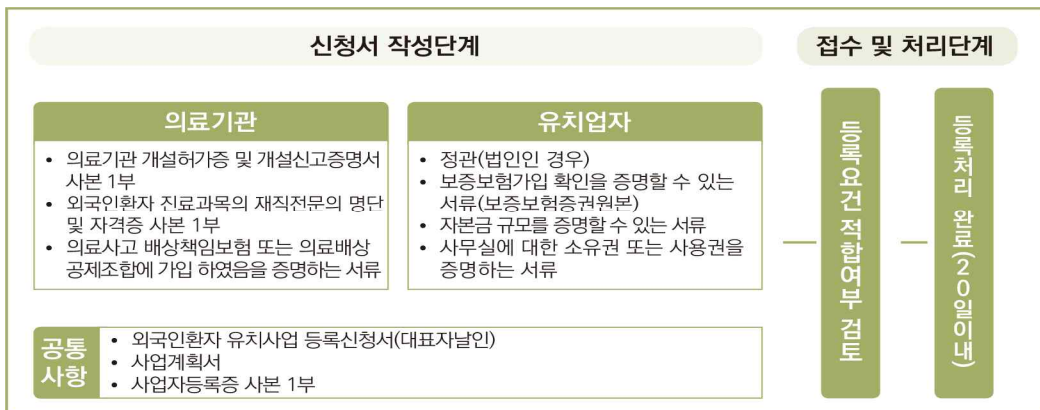 신청서 작성단계
접수 및 처리단계
의료기관
• 의료기관 개설허가증 및 개설신고증명서
사본 1부
• 외국인환자 진료과목의 재직전문의 명단
및 자격증 사본 1부
• 의료사고 배상책임보험 또는 의료배상
공제조합에 가입 하였음을 증명하는 서류
유치업자
• 정관(법인인 경우)
• 보증보험가입 확인을 증명할 수 있는
서류(보증보험증권원본)
• 자본금 규모를 증명할 수 있는 서류
• 사무실에 대한 소유권 또는 사용권을
증명하는 서류
공통
사항
• 외국인환자 유치사업 등록신청서(대표자날인)
• 사업계획서
• 사업자등록증 사본 1부
등록요건 적합여부 검토
등록처리 완료(20일이내)